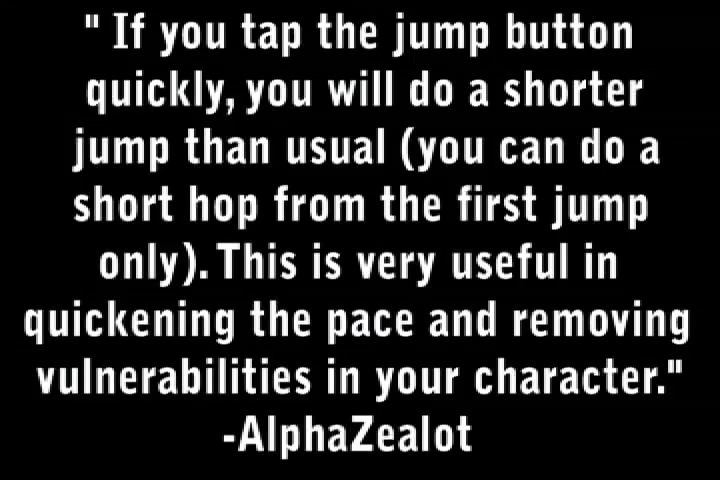 " If you tap the jump button
quickly, you will do a shorter
jump than usual (you can do a
short hop from the first jump
only). This is very useful in
quickening the pace and removing
vulnerabilities in your character."
-AlphaZealot